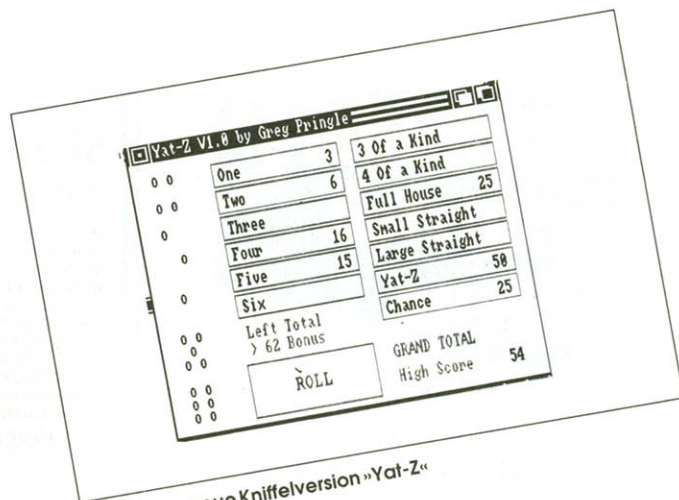 Yat-Z V1.0 by Greg Pringle
One 3
Two 6
Three
Four 16
Five 15
Six
Left Total
> 62 Bonus
ROLL
3 Of a Kind
4 Of a Kind
Full House 25
Small Straight
Large Straight
Yat-Z 50
Chance 25
GRAND TOTAL
High Score 54
Kniffelversion »Yat-Z«